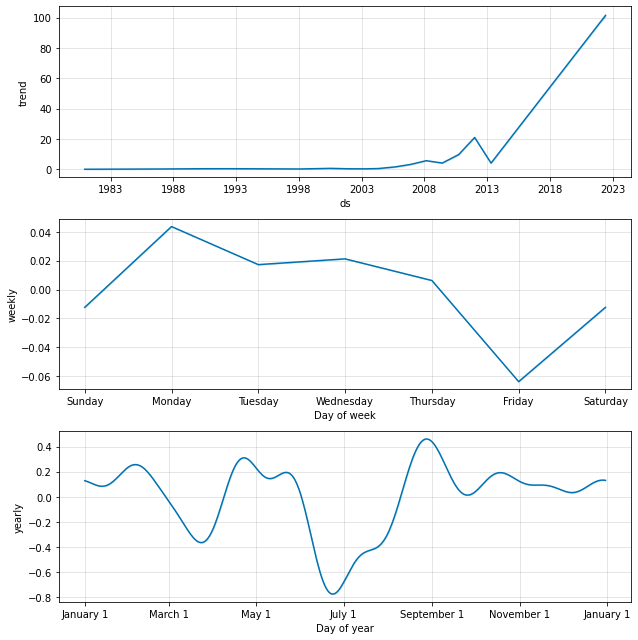 100
80
60
40
20
0
trend
1983 1988 1993 1998 2003 2008 2013 2018 2023
ds
0.04
0.02
0.00
−0.02
−0.04
−0.06
weekly
Sunday Monday Tuesday Wednesday Thursday Friday Saturday
Day of week
0.4
0.2
0.0
−0.2
−0.4
−0.6
−0.8
yearly
January 1 March 1 May 1 July 1 September 1 November 1 January 1
Day of year